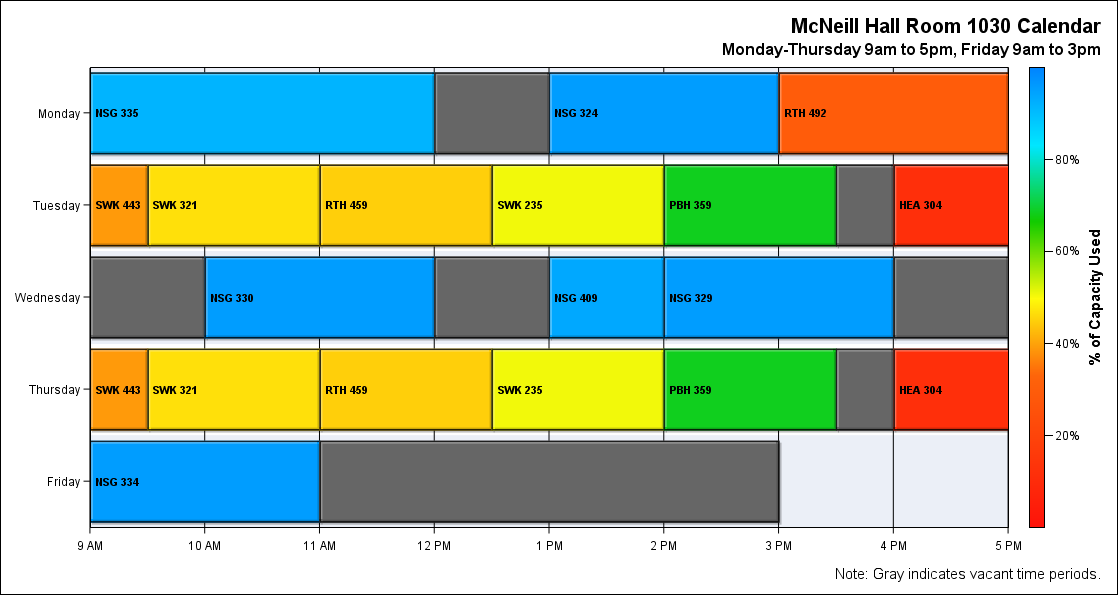 McNeill Hall Room 1030 Calendar
Monday-Thursday 9am to 5pm, Friday 9am to 3pm
Monday
NSG 335
NSG 324
RTH 492
Tuesday
SWK 443
SWK 321
RTH 459
SWK 235
PBH 359
HEA 304
Wednesday
NSG 330
NSG 409
NSG 329
Thursday
SWK 443
SWK 321
RTH 459
SWK 235
PBH 359
HEA 304
Friday
NSG 334
9 AM
10 AM
11 AM
12 PM
1 PM
2 PM
3 PM
4 PM
5 PM
80%
60%
40%
20%
% of Capacity Used
Note: Gray indicates vacant time periods.